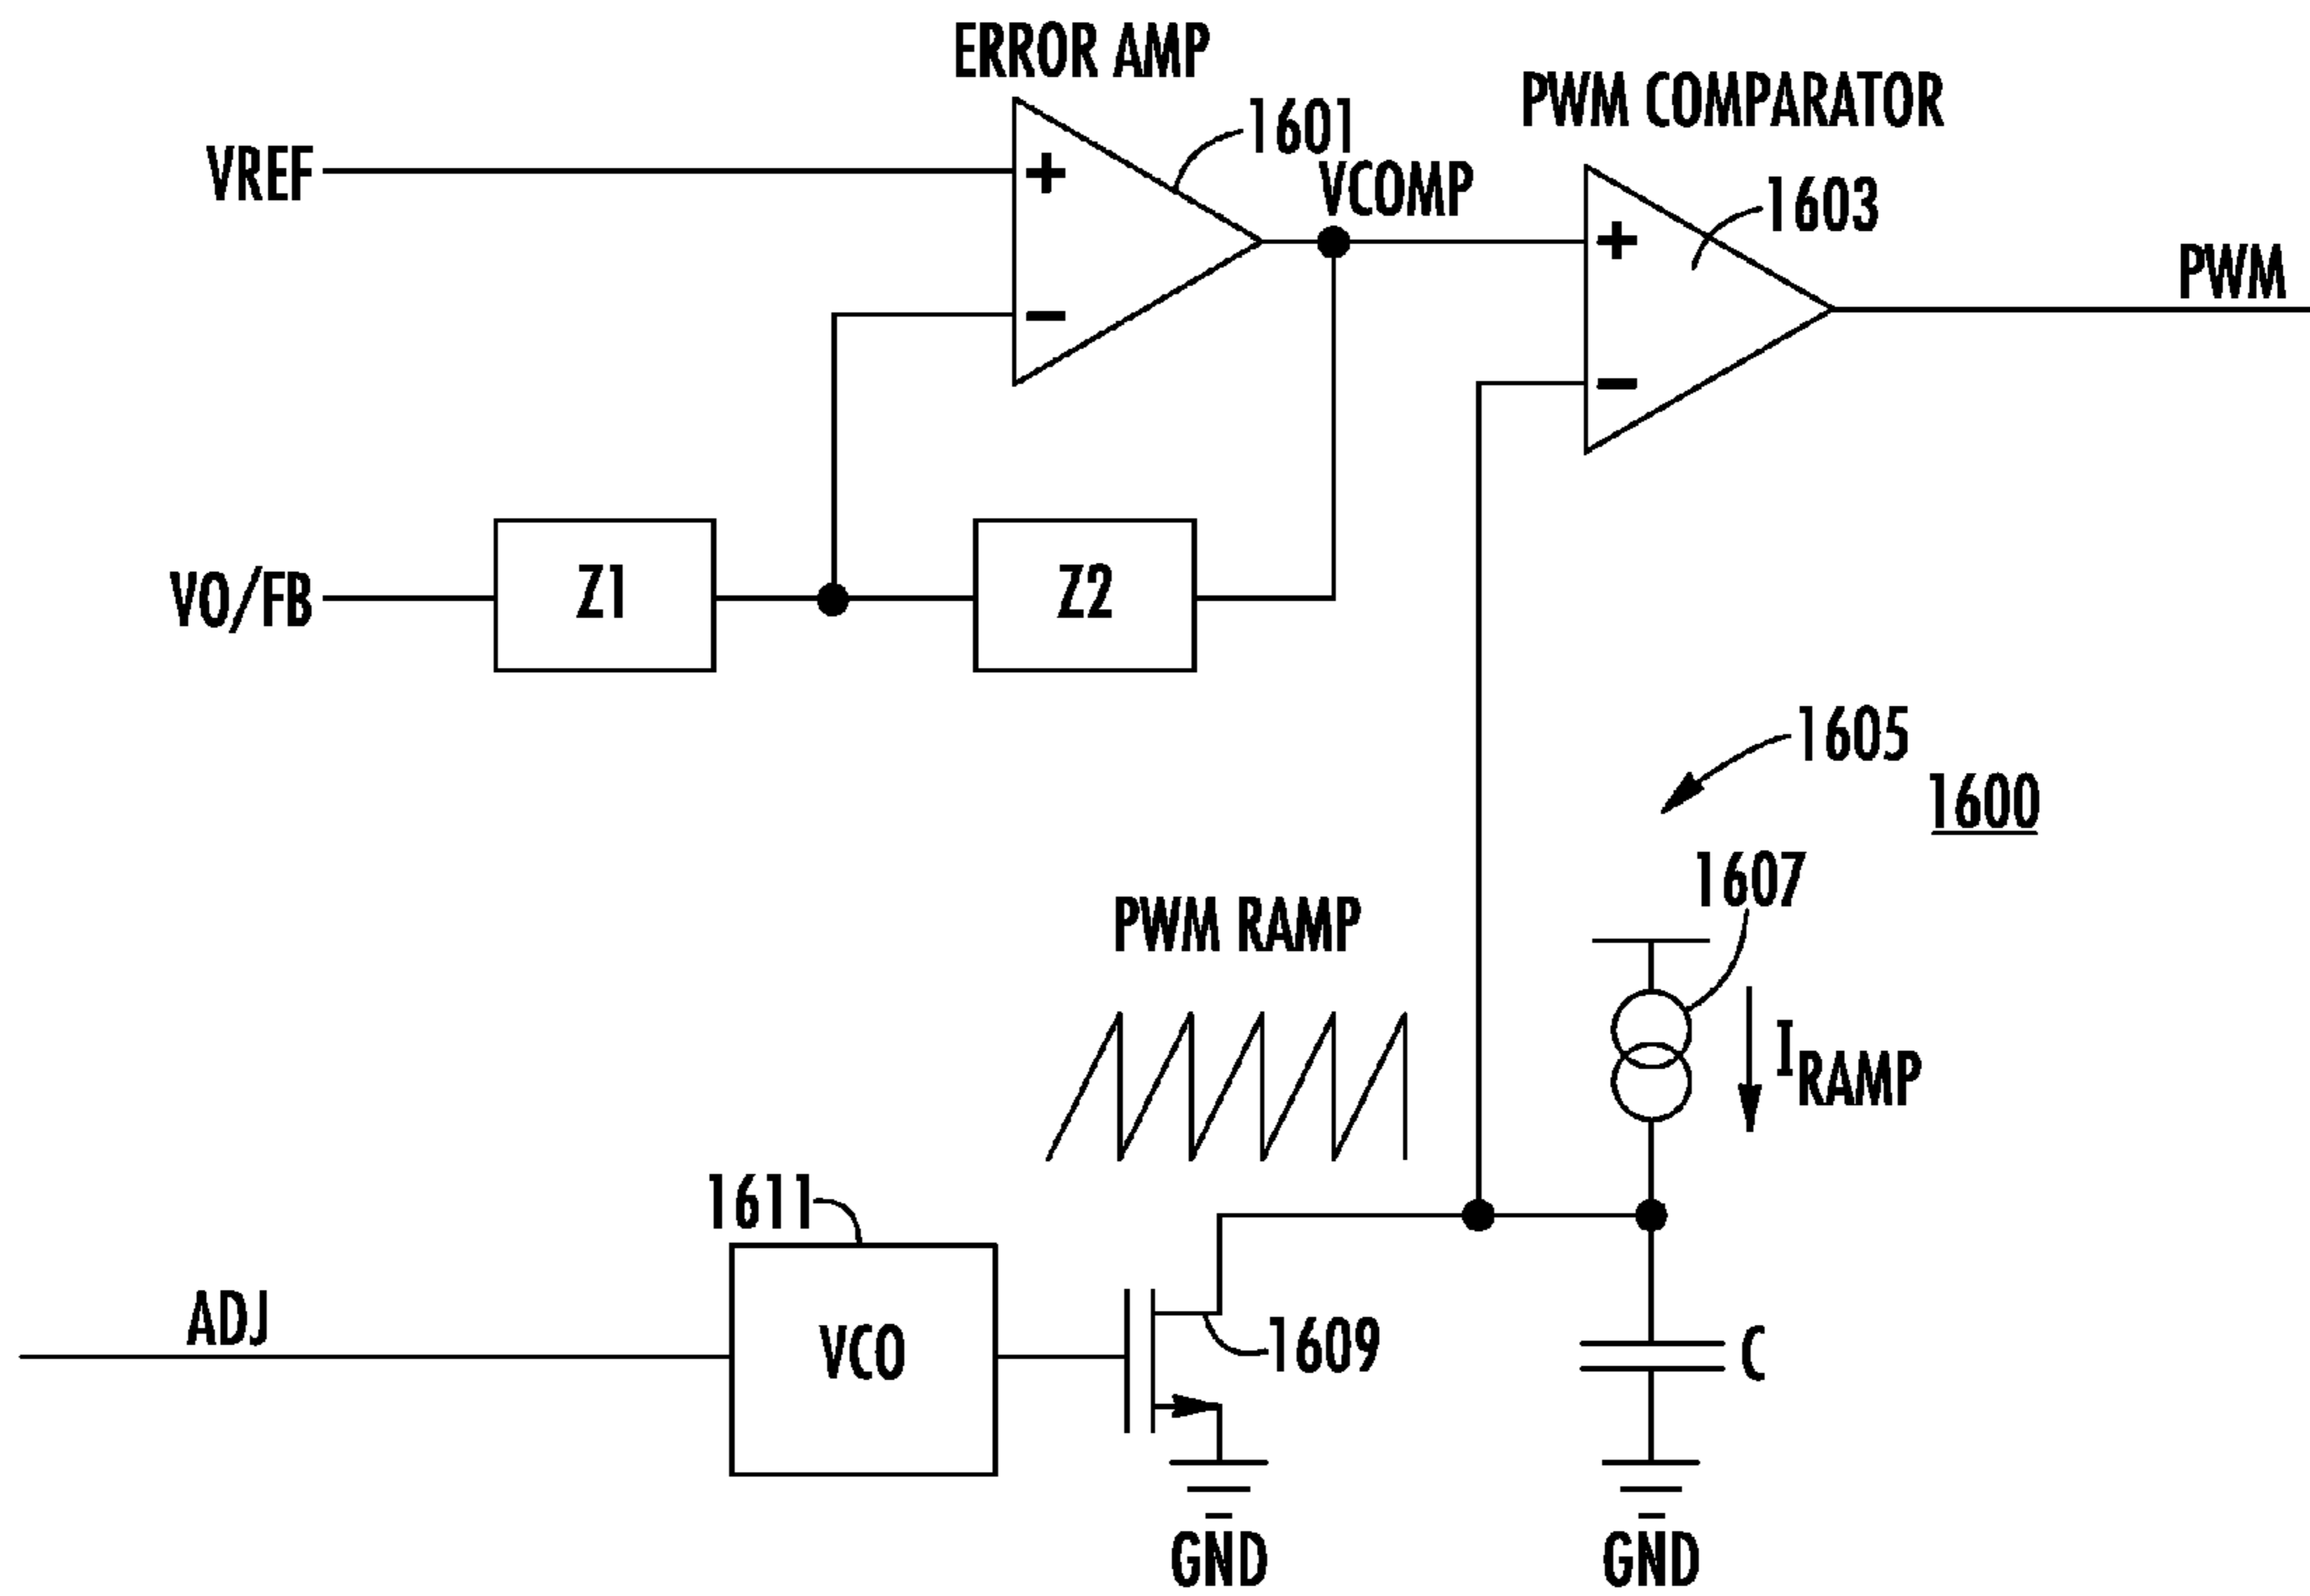 ERROR AMP
PWM COMPARATOR
1601
VREF
+
VCOMP
1603
+
PWM
−
−
VO/FB
Z1
Z2
1605
1600
1607
PWM RAMP
IRAMP
1611
ADJ
VCO
1609
C
GND
GND